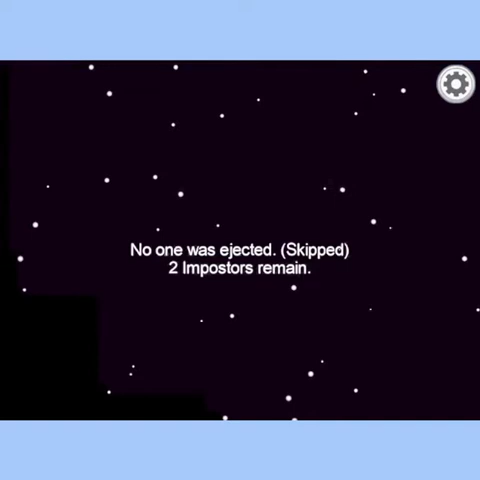 No one was ejected. (Skipped)
2 Impostors remain.